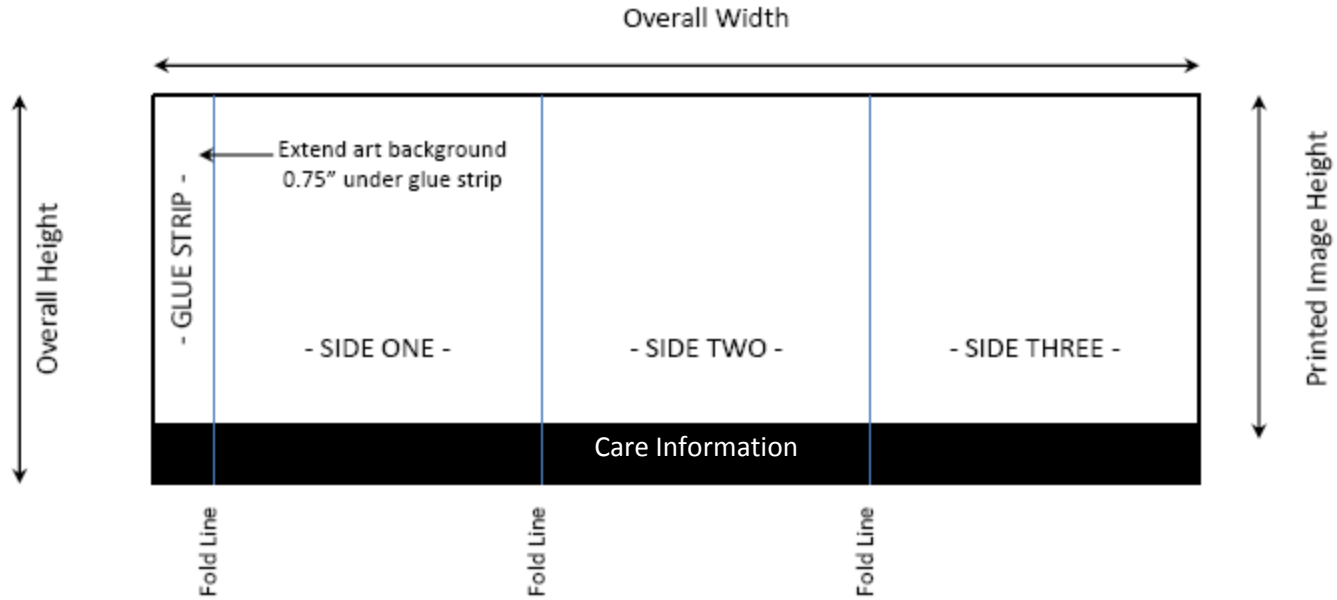 Overall Width
Overall Height
- GLUE STRIP -
Extend art background
0.75” under glue strip
Printed Image Height
- SIDE ONE -
- SIDE TWO -
- SIDE THREE -
Care Information
Fold Line
Fold Line
Fold Line